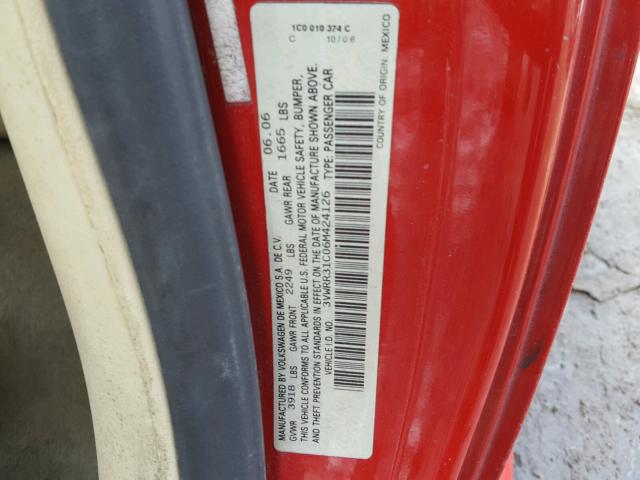 MANUFACTURED BY VOLKSWAGEN DE MEXICO S.A. DE C.V. DATE 06.06
GVWR 3918 LBS GAWR FRONT 2249 LBS GAWR REAR 1665 LBS
THIS VEHICLE CONFORMS TO ALL APPLICABLE U.S. FEDERAL MOTOR VEHICLE SAFETY, BUMPER,
AND THEFT PREVENTION STANDARDS IN EFFECT ON THE DATE OF MANUFACTURE SHOWN ABOVE.
VEHICLE I.D. NO. 3VWRR31C06M424126 TYPE: PASSENGER CAR
COUNTRY OF ORIGIN: MEXICO
1C0 010 374 C
C 10/06